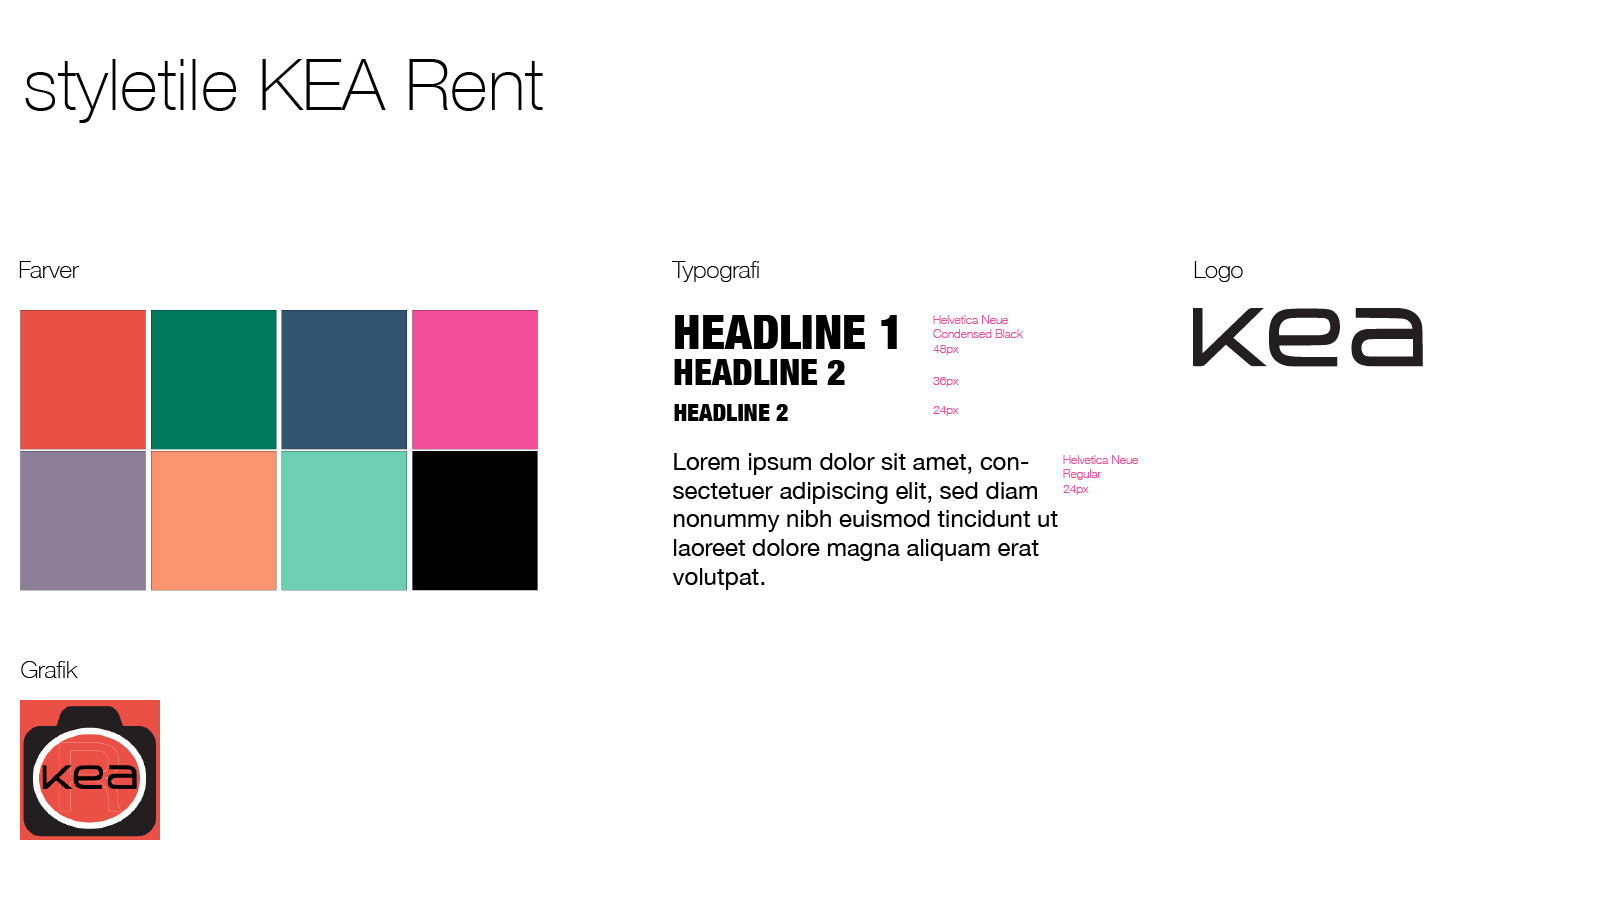 styletile KEA Rent
Farver
Typografi
HEADLINE 1
HEADLINE 2
HEADLINE 2
Helvetica Neue
Condensed Black
48px
36px
24px
Lorem ipsum dolor sit amet, con-
sectetuer adipiscing elit, sed diam
nonummy nibh euismod tincidunt ut
laoreet dolore magna aliquam erat
volutpat.
Helvetica Neue
Regular
24px
Logo
kea
Grafik
R
kea